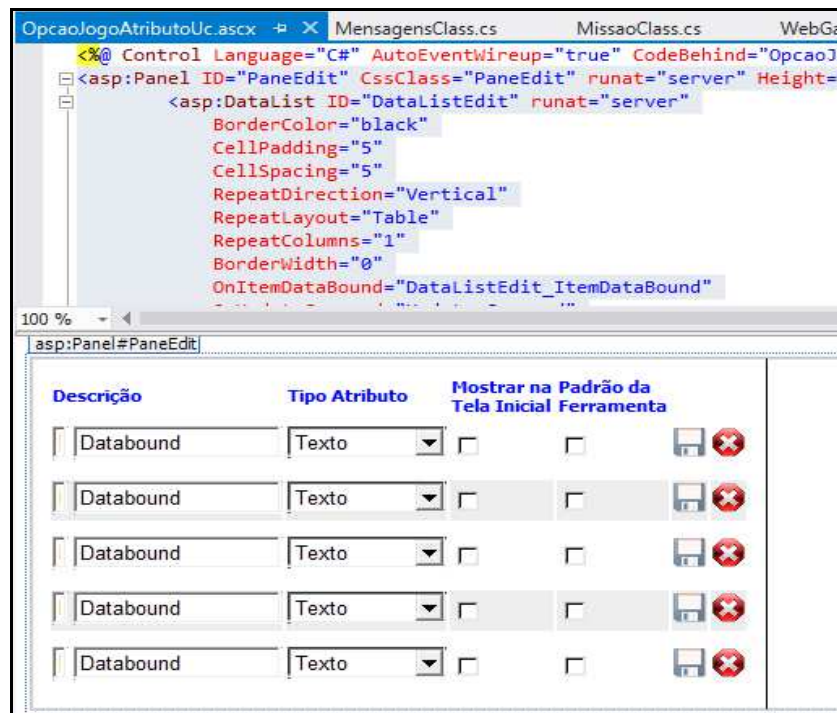 OpcaoJogoAtributoUc.ascx MensagensClass.cs MissaoClass.cs WebGa
<%@ Control Language="C#" AutoEventWireup="true" CodeBehind="OpcaoJ
<asp:Panel ID="PaneEdit" CssClass="PaneEdit" runat="server" Height=
<asp:DataList ID="DataListEdit" runat="server"
BorderColor="black"
CellPadding="5"
CellSpacing="5"
RepeatDirection="Vertical"
RepeatLayout="Table"
RepeatColumns="1"
BorderWidth="0"
OnItemDataBound="DataListEdit_ItemDataBound"
100 %
asp:Panel#PaneEdit
Descrição Tipo Atributo Mostrar na Tela Inicial Padrão da Ferramenta
Databound Texto
Databound Texto
Databound Texto
Databound Texto
Databound Texto